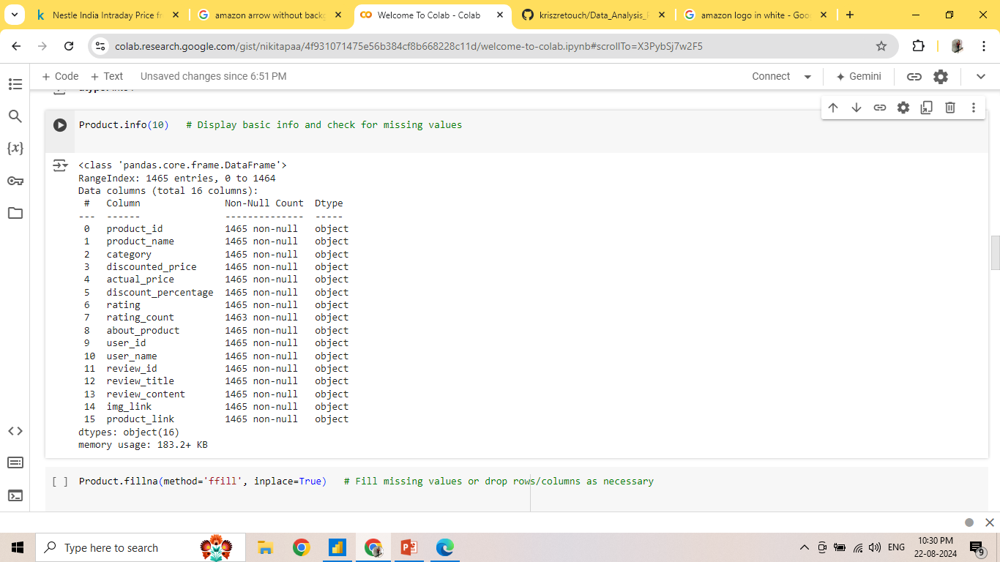 Nestle India Intraday Price fr
amazon arrow without back
Welcome To Colab - Colab
kriszretouch/Data_Analysis_
amazon logo in white - Goo
colab.research.google.com/gist/nikitapaa/4f931071475e56b384cf8b668228c11d/welcome-to-colab.ipynb#scrollTo=X3PybSj7w2F5
+ Code + Text Unsaved changes since 6:51 PM Connect Gemini
Product.info(10) # Display basic info and check for missing values
<class 'pandas.core.frame.DataFrame'>
RangeIndex: 1465 entries, 0 to 1464
Data columns (total 16 columns):
 #   Column               Non-Null Count  Dtype
---  ------               --------------  -----
 0   product_id           1465 non-null   object
 1   product_name         1465 non-null   object
 2   category             1465 non-null   object
 3   discounted_price     1465 non-null   object
 4   actual_price         1465 non-null   object
 5   discount_percentage  1465 non-null   object
 6   rating               1465 non-null   object
 7   rating_count         1463 non-null   object
 8   about_product        1465 non-null   object
 9   user_id              1465 non-null   object
 10  user_name            1465 non-null   object
 11  review_id            1465 non-null   object
 12  review_title         1465 non-null   object
 13  review_content       1465 non-null   object
 14  img_link             1465 non-null   object
 15  product_link         1465 non-null   object
dtypes: object(16)
memory usage: 183.2+ KB
[ ] Product.fillna(method='ffill', inplace=True) # Fill missing values or drop rows/columns as necessary
Type here to search
ENG
10:30 PM
22-08-2024
9